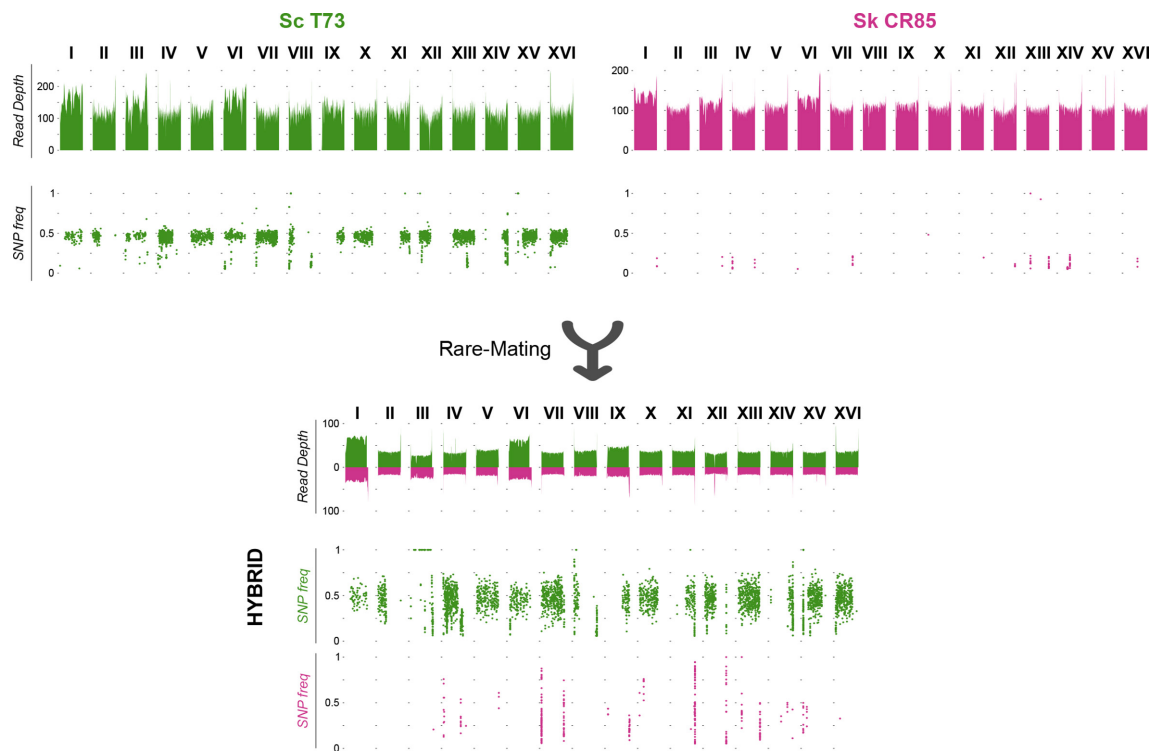 Sc T73
Sk CR85
I II III IV V VI VII VIII IX X XI XII XIII XIV XV XVI
I II III IV V VI VII VIII IX X XI XII XIII XIV XV XVI
Read Depth
200
100
0
200
100
0
SNP freq
1
0.5
0
1
0.5
0
Rare-Mating
I II III IV V VI VII VIII IX X XI XII XIII XIV XV XVI
Read Depth
100
0
100
HYBRID
SNP freq
1
0.5
0
SNP freq
1
0.5
0